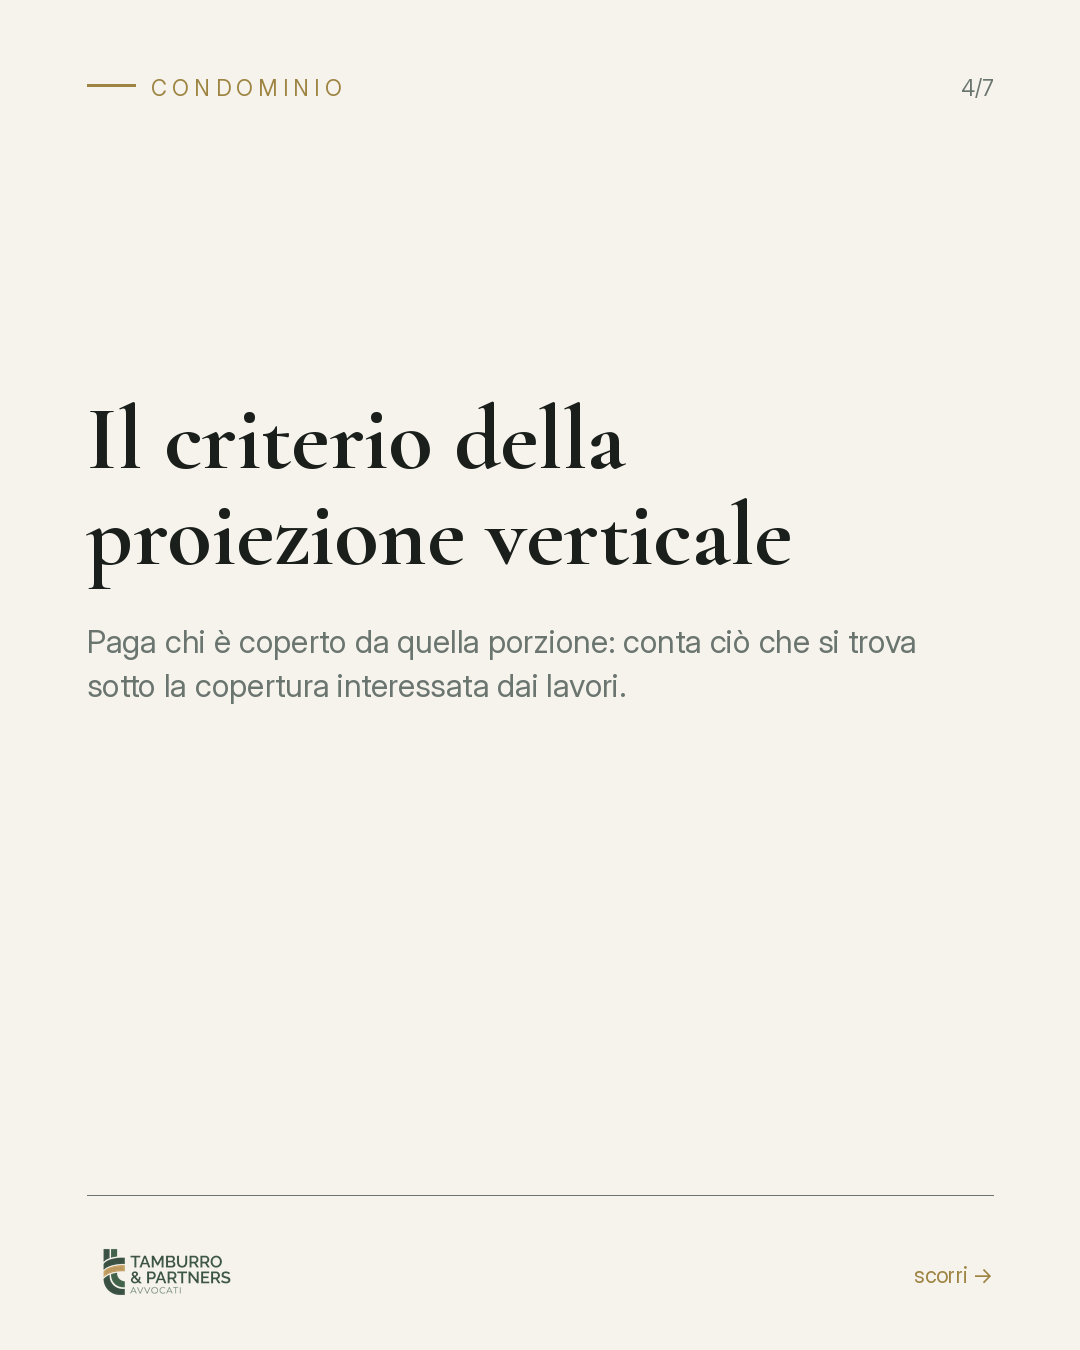 CONDOMINIO
4/7
Il criterio della
proiezione verticale
Paga chi è coperto da quella porzione: conta ciò che si trova
sotto la copertura interessata dai lavori.
TAMBURRO
& PARTNERS
AVVOCATI
scorri →